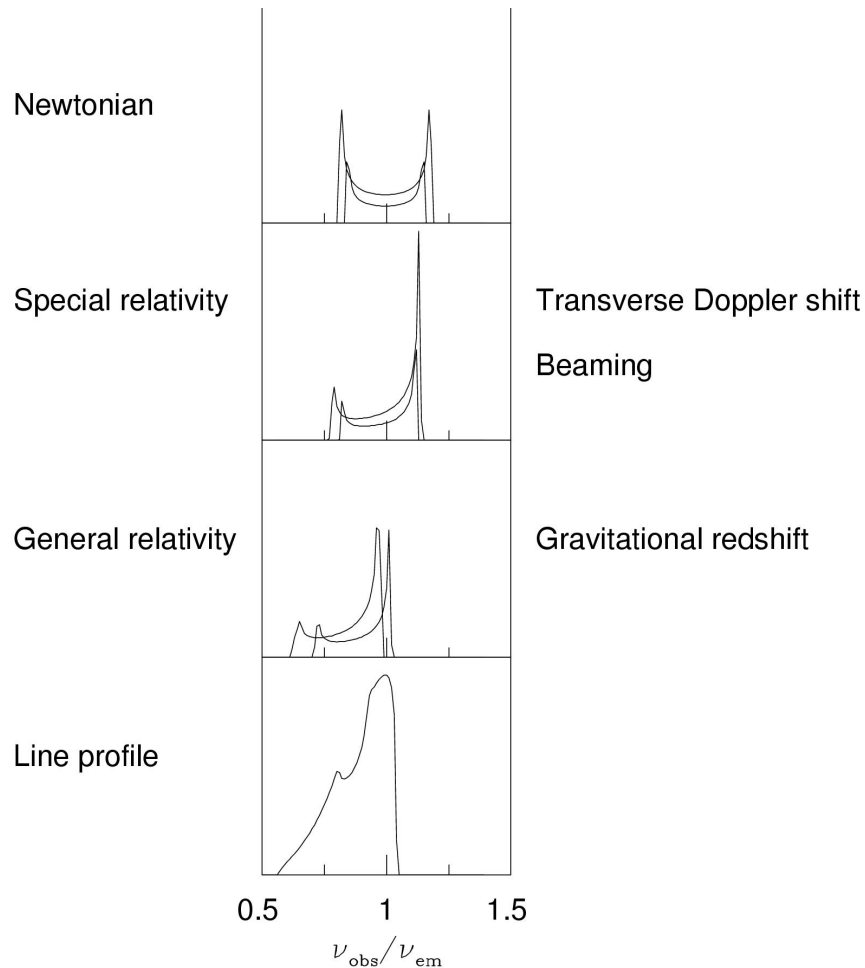 Newtonian
Special relativity
Transverse Doppler shift
Beaming
General relativity
Gravitational redshift
Line profile
0.5 1 1.5
ν_obs/ν_em